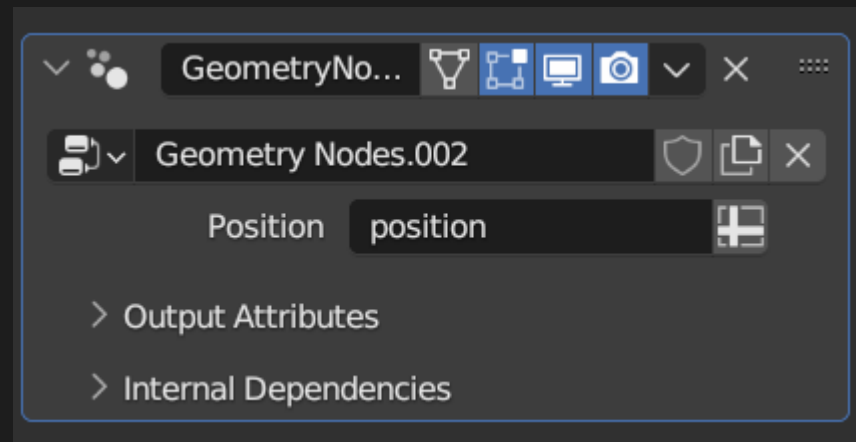 GeometryNo...
Geometry Nodes.002
Position position
Output Attributes
Internal Dependencies